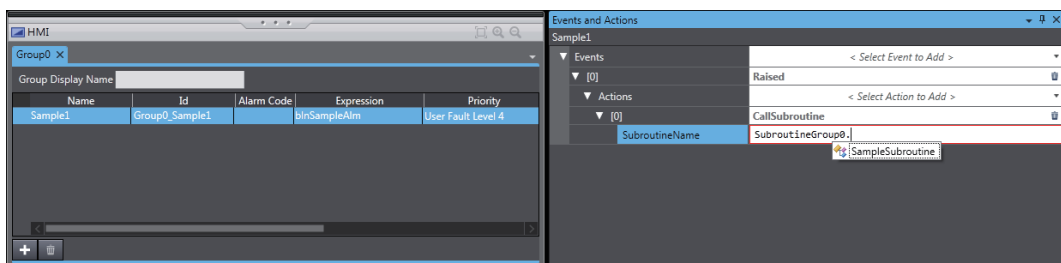 HMI
Group0
Group Display Name
Name Id Alarm Code Expression Priority
Sample1 Group0_Sample1 blnSampleAlm User Fault Level 4
Events and Actions
Sample1
Events < Select Event to Add >
[0] Raised
Actions < Select Action to Add >
[0] CallSubroutine
SubroutineName SubroutineGroup0.
SampleSubroutine